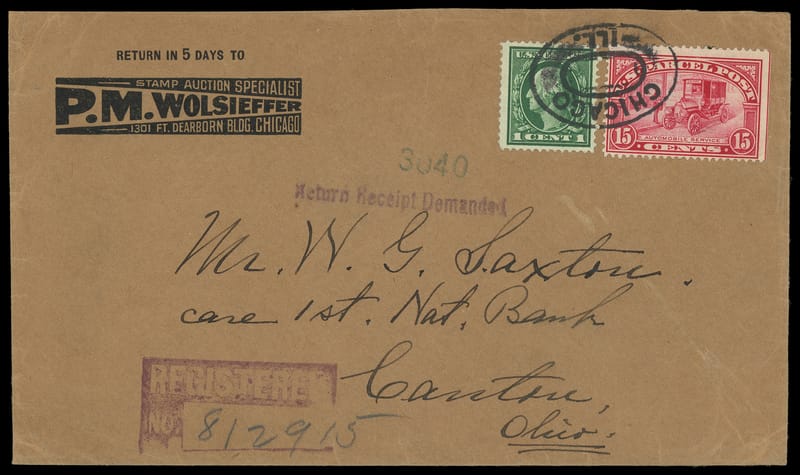 RETURN IN 5 DAYS TO
STAMP AUCTION SPECIALIST
P.M. WOLSIEFFER
1301 FT. DEARBORN BLDG. CHICAGO
1 CENT 1
U.S. PARCEL POST
AUTOMOBILE SERVICE
15 CENTS 15
CHICAGO
ILL.
3040
Return Receipt Demanded
Mr. W. G. Saxton.
care 1st. Nat. Bank
Canton,
Ohio.
REGISTERED
NO. 812915